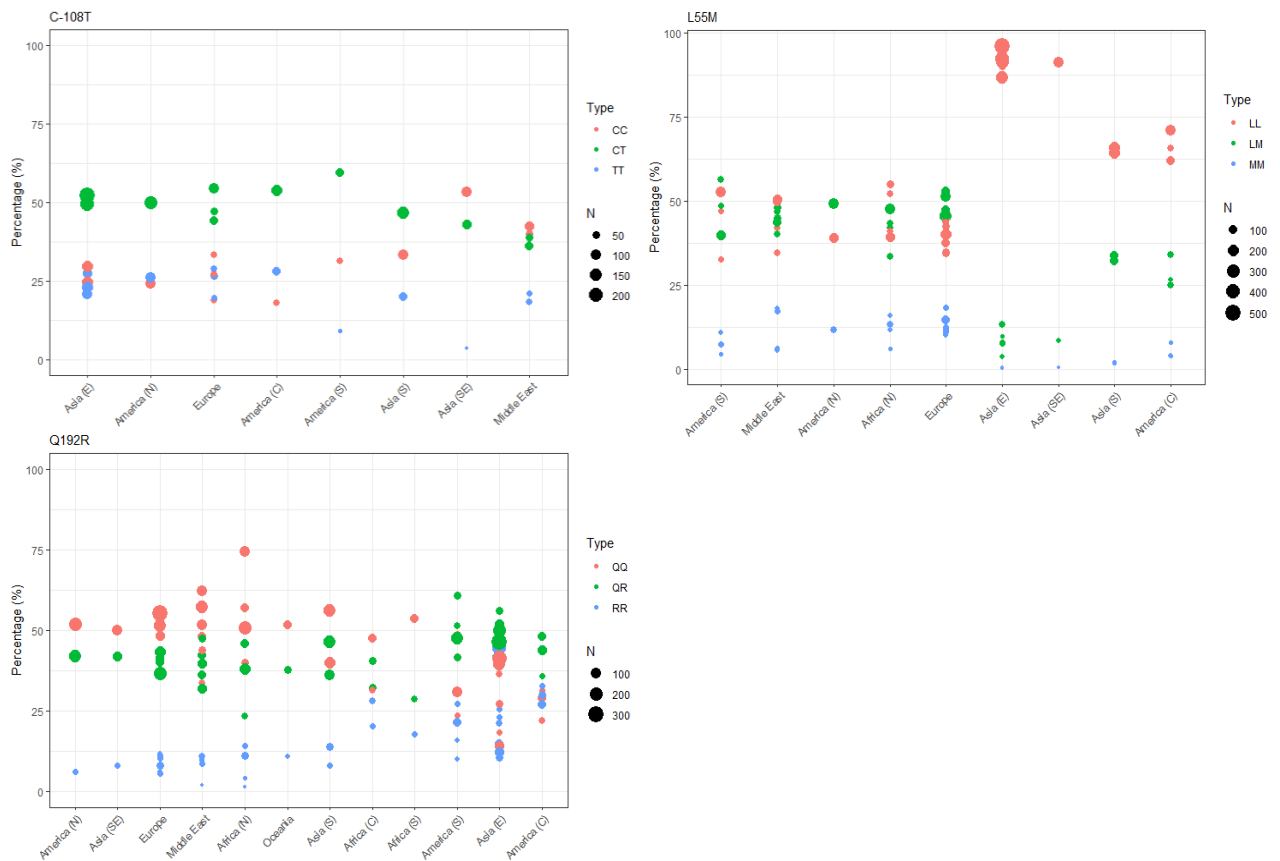 C-108T
Percentage (%)
100
75
50
25
0
Asia (E)
America (N)
Europe
America (C)
America (S)
Asia (S)
Asia (SE)
Middle East
Type
CC
CT
TT
N
50
100
150
200
L55M
Percentage (%)
100
75
50
25
0
America (S)
Middle East
America (N)
Africa (N)
Europe
Asia (E)
Asia (SE)
Asia (S)
America (C)
Type
LL
LM
MM
N
100
200
300
400
500
Q192R
Percentage (%)
100
75
50
25
0
America (N)
Asia (SE)
Europe
Middle East
Africa (N)
Oceania
Asia (S)
Africa (C)
Africa (S)
America (S)
Asia (E)
America (C)
Type
QQ
QR
RR
N
100
200
300